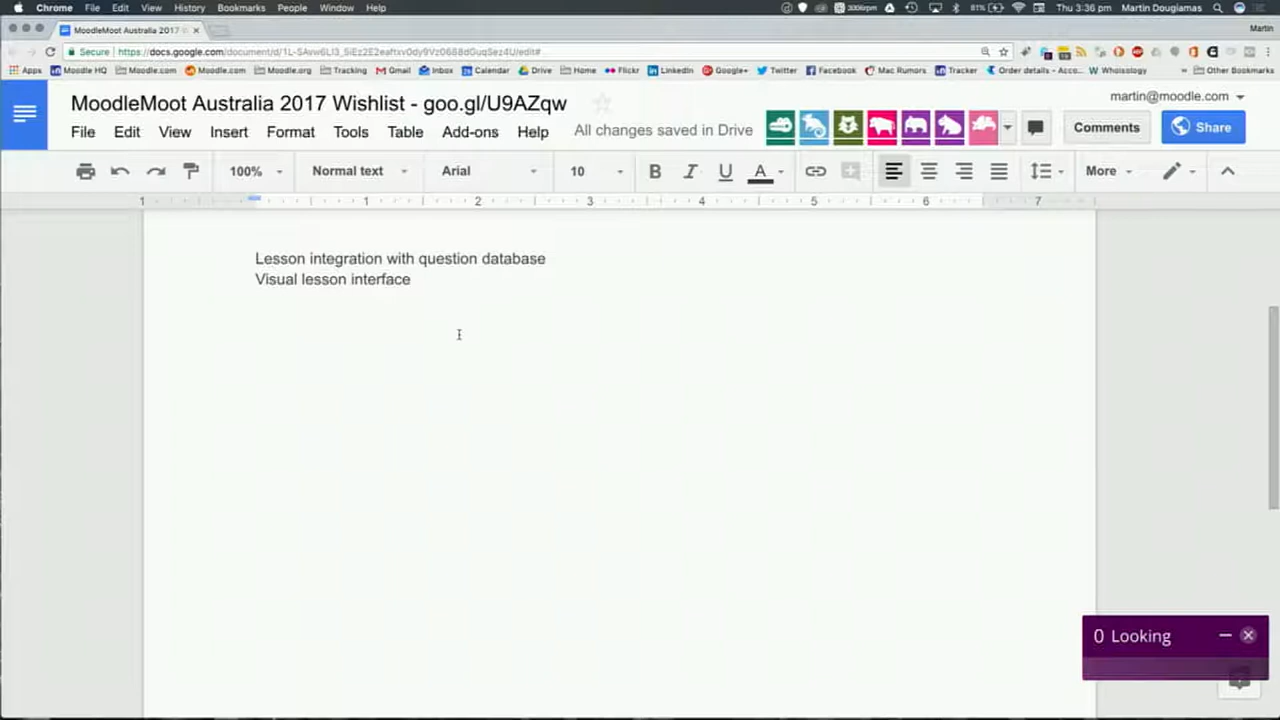 Chrome File Edit View History Bookmarks People Window Help 81% Thu 3:36 pm Martin Dougiamas
MoodleMoot Australia 2017 Martin
Secure
Apps Moodle HQ Moodle.com Moodle.com Moodle.org Tracking Gmail Inbox Calendar Drive Home Flickr LinkedIn Google+ Twitter Facebook Mac Rumors Tracker Order details - Acco... Whoisology » Other Bookmarks
MoodleMoot Australia 2017 Wishlist - goo.gl/U9AZqw
martin@moodle.com
File Edit View Insert Format Tools Table Add-ons Help All changes saved in Drive Comments Share
100% Normal text Arial 10 B I U A More
1 1 2 3 4 5 6 7
Lesson integration with question database
Visual lesson interface
0 Looking